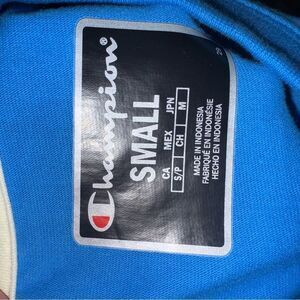 Champion®
SMALL
CA MEX JPN
S/P CH M
MADE IN INDONESIA
FABRIQUÉ EN INDONÉSIE
HECHO EN INDONESIA